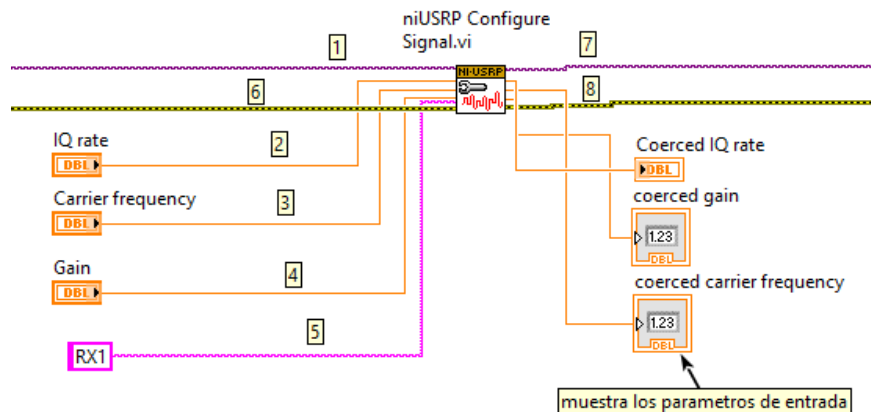 niUSRP Configure
Signal.vi
1
7
NI-USRP
6
8
IQ rate
2
DBL
Coerced IQ rate
DBL
Carrier frequency
3
DBL
coerced gain
1.23
DBL
Gain
4
DBL
coerced carrier frequency
1.23
DBL
5
RX1
muestra los parametros de entrada